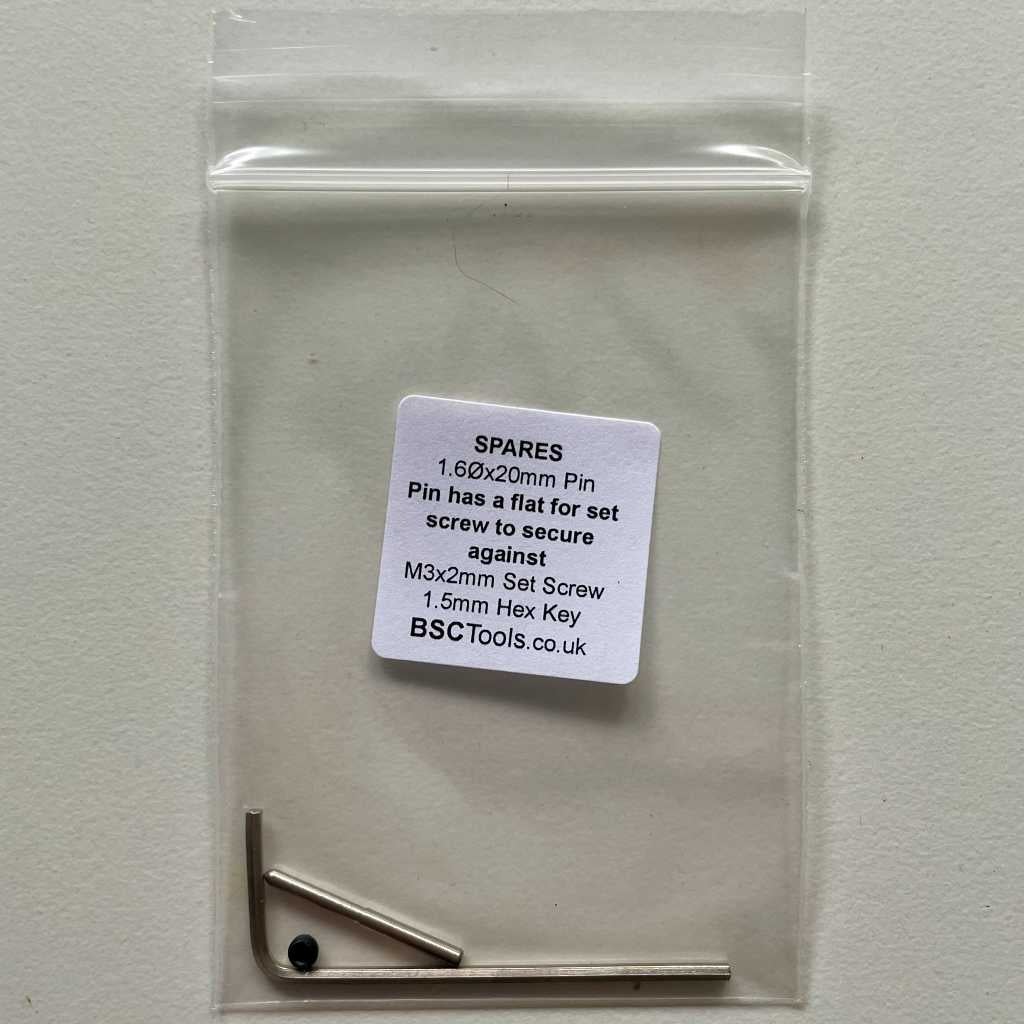 SPARES
1.6Øx20mm Pin
Pin has a flat for set
screw to secure
against
M3x2mm Set Screw
1.5mm Hex Key
BSCTools.co.uk